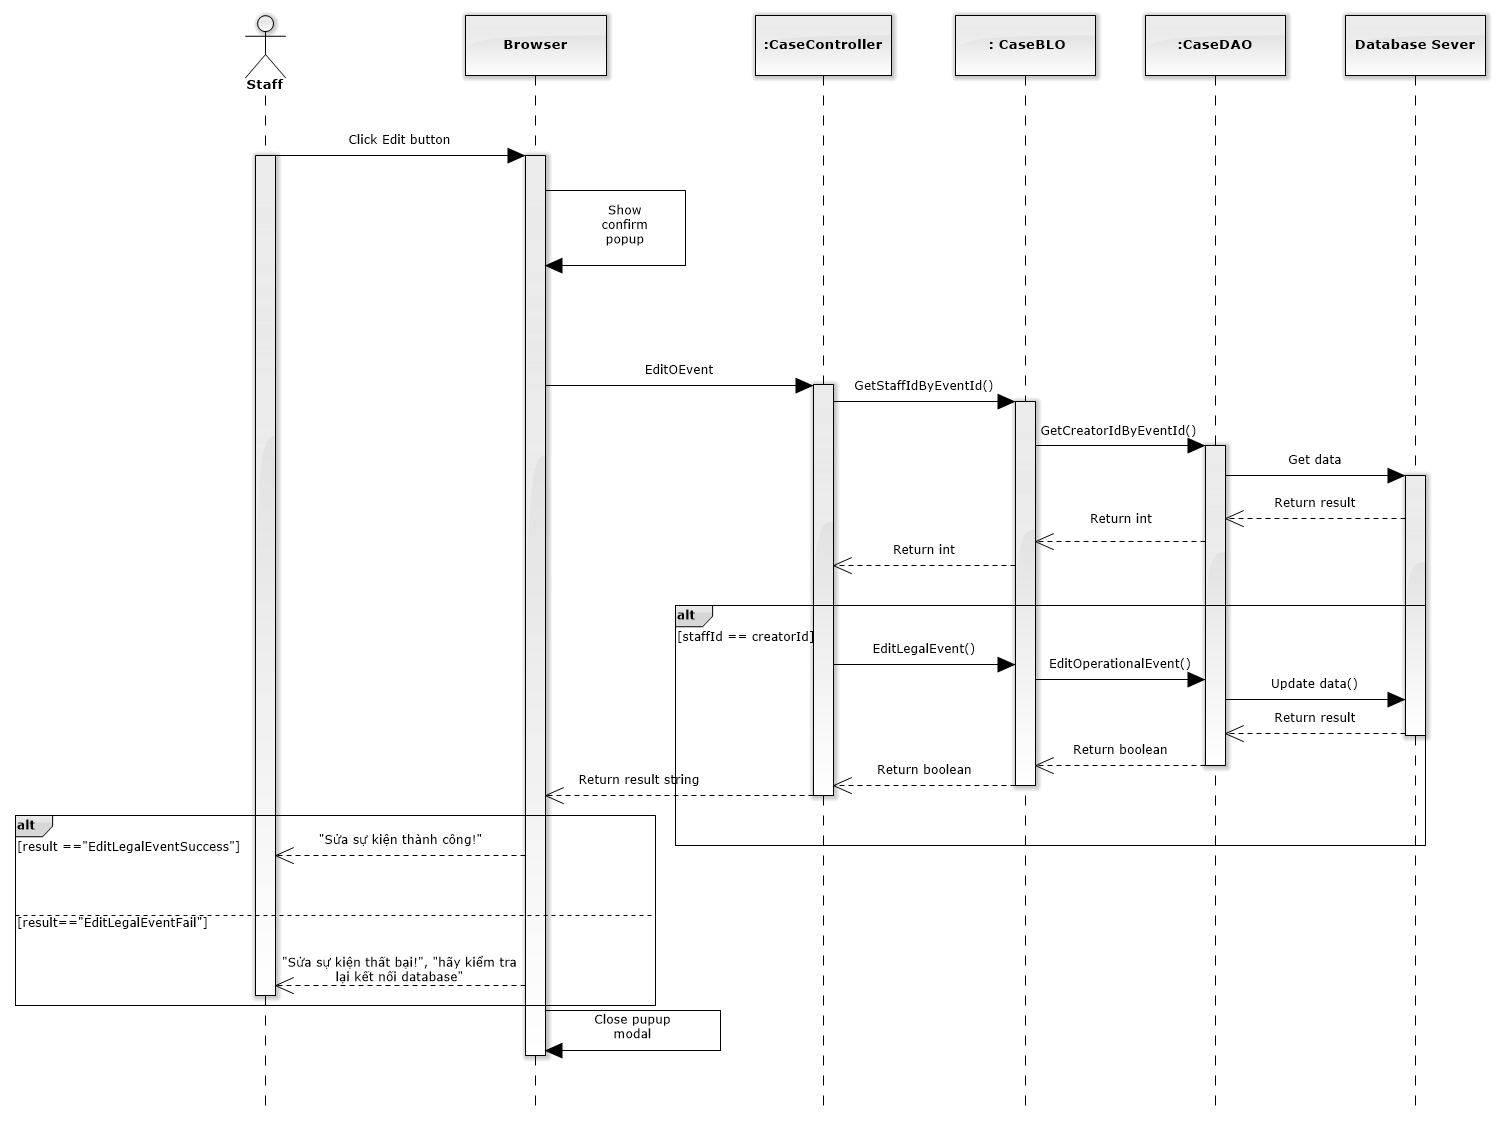 Staff
Browser
:CaseController
: CaseBLO
:CaseDAO
Database Sever
Click Edit button
Show
confirm
popup
EditOEvent
GetStaffIdByEventId()
GetCreatorIdByEventId()
Get data
Return result
Return int
Return int
alt
[staffId == creatorId]
EditLegalEvent()
EditOperationalEvent()
Update data()
Return result
Return boolean
Return boolean
Return result string
alt
[result =="EditLegalEventSuccess"]
"Sửa sự kiện thành công!"
[result=="EditLegalEventFail"]
"Sửa sự kiện thất bại!", "hãy kiểm tra
lại kết nối database"
Close pupup
modal